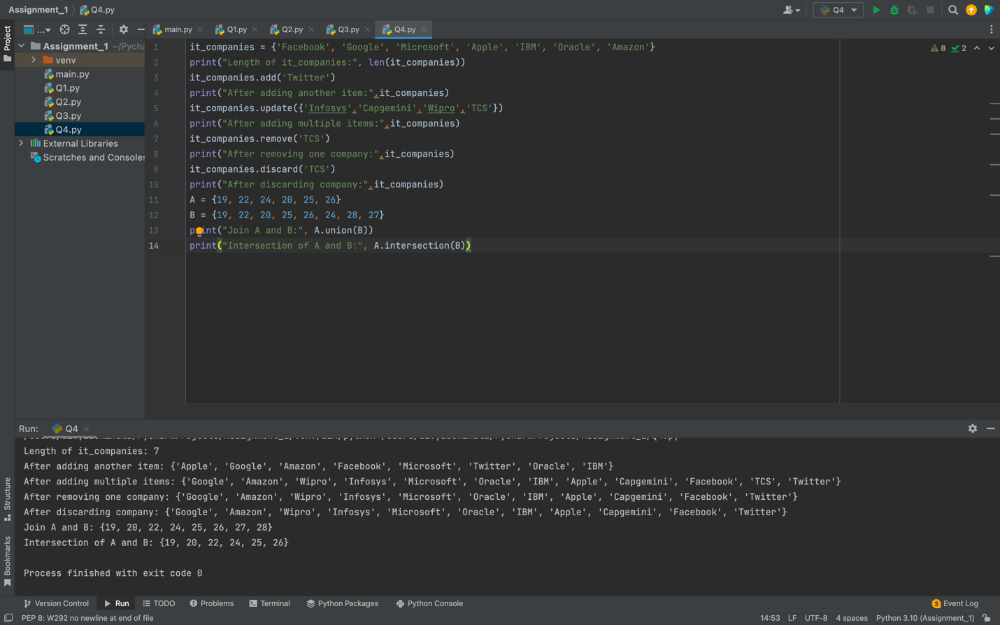 Assignment_1 Q4.py
Q4
Project
...
main.py Q1.py Q2.py Q3.py Q4.py
Assignment_1 ~/Pycha
venv
main.py
Q1.py
Q2.py
Q3.py
Q4.py
External Libraries
Scratches and Consoles
8 2
1 it_companies = {'Facebook', 'Google', 'Microsoft', 'Apple', 'IBM', 'Oracle', 'Amazon'}
2 print("Length of it_companies:", len(it_companies))
3 it_companies.add('Twitter')
4 print("After adding another item:",it_companies)
5 it_companies.update({'Infosys','Capgemini','Wipro','TCS'})
6 print("After adding multiple items:",it_companies)
7 it_companies.remove('TCS')
8 print("After removing one company:",it_companies)
9 it_companies.discard('TCS')
10 print("After discarding company:",it_companies)
11 A = {19, 22, 24, 20, 25, 26}
12 B = {19, 22, 20, 25, 26, 24, 28, 27}
13 print("Join A and B:", A.union(B))
14 print("Intersection of A and B:", A.intersection(B))
Run: Q4
Length of it_companies: 7
After adding another item: {'Apple', 'Google', 'Amazon', 'Facebook', 'Microsoft', 'Twitter', 'Oracle', 'IBM'}
After adding multiple items: {'Google', 'Amazon', 'Wipro', 'Infosys', 'Microsoft', 'Oracle', 'IBM', 'Apple', 'Capgemini', 'Facebook', 'TCS', 'Twitter'}
After removing one company: {'Google', 'Amazon', 'Wipro', 'Infosys', 'Microsoft', 'Oracle', 'IBM', 'Apple', 'Capgemini', 'Facebook', 'Twitter'}
After discarding company: {'Google', 'Amazon', 'Wipro', 'Infosys', 'Microsoft', 'Oracle', 'IBM', 'Apple', 'Capgemini', 'Facebook', 'Twitter'}
Join A and B: {19, 20, 22, 24, 25, 26, 27, 28}
Intersection of A and B: {19, 20, 22, 24, 25, 26}
Process finished with exit code 0
Structure
Bookmarks
Version Control Run TODO Problems Terminal Python Packages Python Console 3 Event Log
PEP 8: W292 no newline at end of file 14:53 LF UTF-8 4 spaces Python 3.10 (Assignment_1)